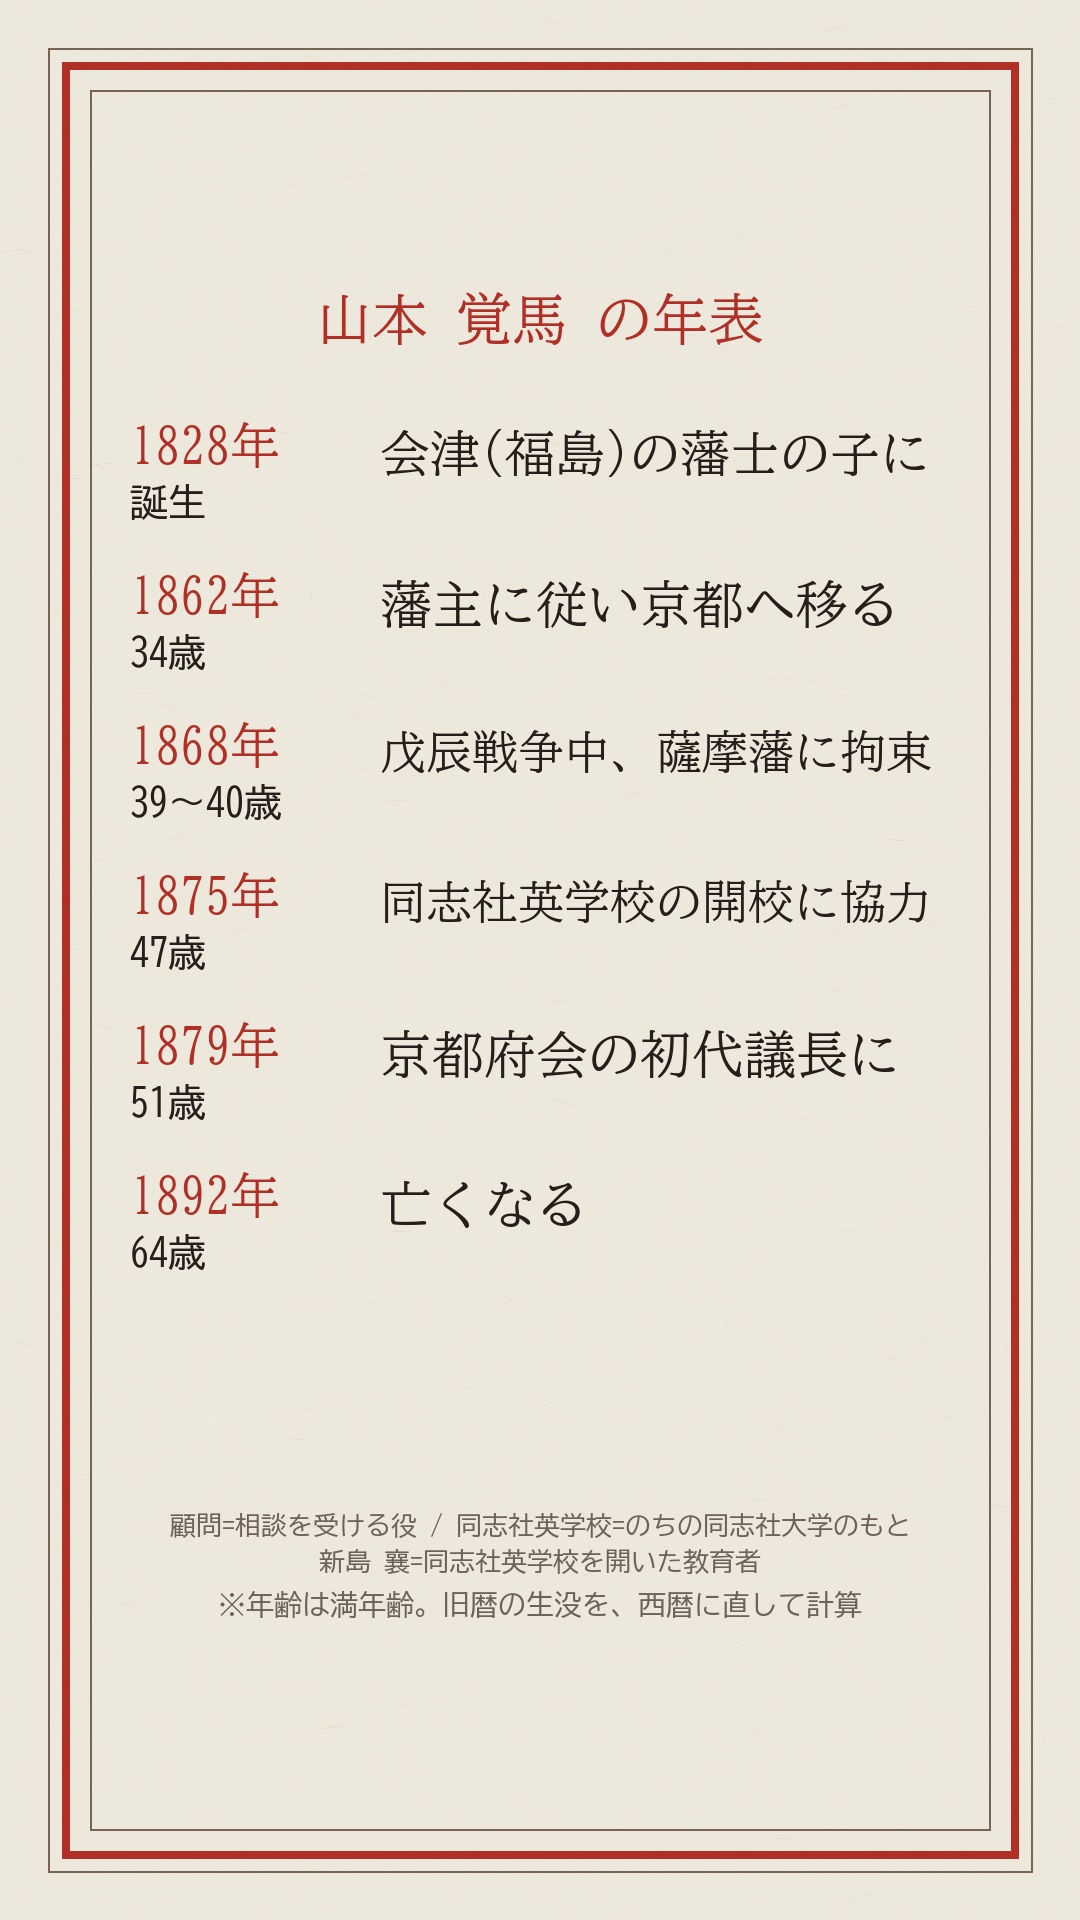 山本 覚馬 の年表
1828年 会津(福島)の藩士の子に
誕生
1862年 藩主に従い京都へ移る
34歳
1868年 戊辰戦争中、薩摩藩に拘束
39〜40歳
1875年 同志社英学校の開校に協力
47歳
1879年 京都府会の初代議長に
51歳
1892年 亡くなる
64歳
顧問=相談を受ける役 / 同志社英学校=のちの同志社大学のもと
新島 襄=同志社英学校を開いた教育者
※年齢は満年齢。旧暦の生没を、西暦に直して計算